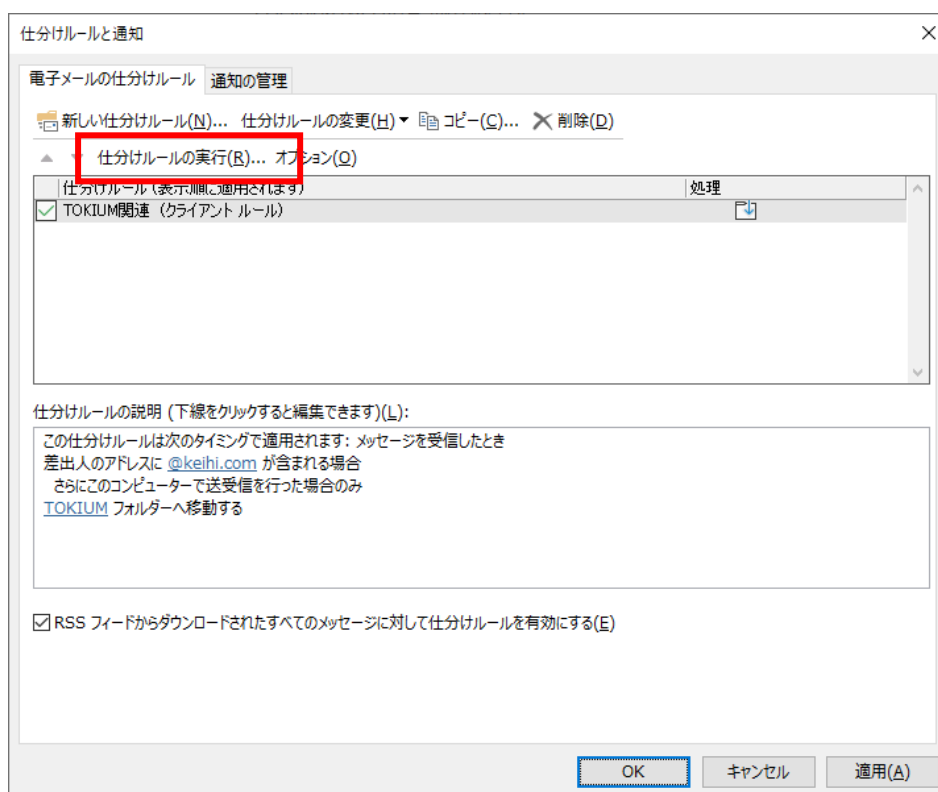 仕分けルールと通知
電子メールの仕分けルール 通知の管理
新しい仕分けルール(N)... 仕分けルールの変更(H) コピー(C)... 削除(D)
仕分けルールの実行(R)... オプション(O)
仕分けルール (表示順に適用されます) 処理
TOKIUM関連 (クライアント ルール)
仕分けルールの説明 (下線をクリックすると編集できます)(L):
この仕分けルールは次のタイミングで適用されます: メッセージを受信したとき
差出人のアドレスに @keihi.com が含まれる場合
さらにこのコンピューターで送受信を行った場合のみ
TOKIUM フォルダーへ移動する
RSS フィードからダウンロードされたすべてのメッセージに対して仕分けルールを有効にする(E)
OK キャンセル 適用(A)